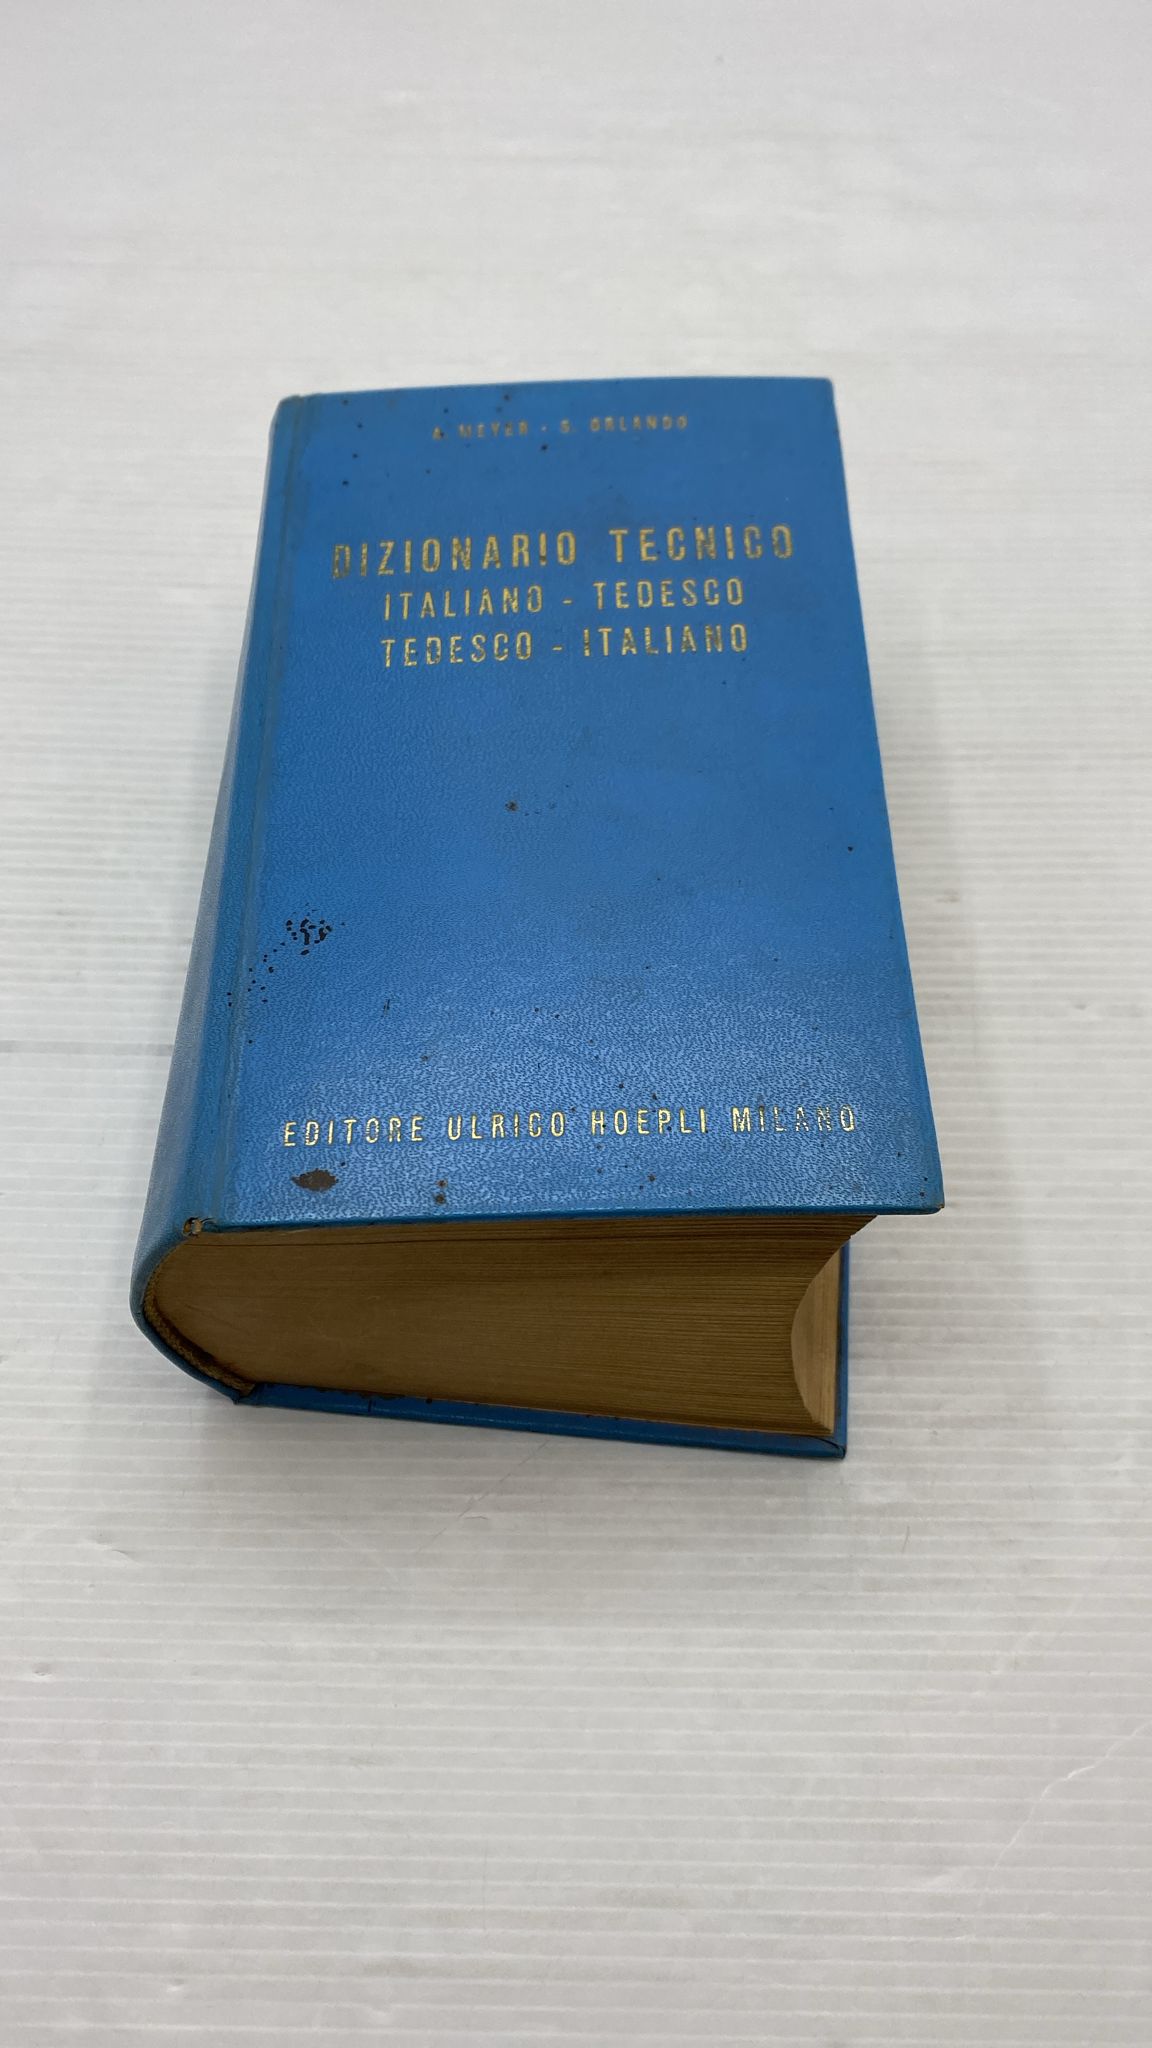 A. MEYER - S. ORLANDO
DIZIONARIO TECNICO
ITALIANO - TEDESCO
TEDESCO - ITALIANO
EDITORE ULRICO HOEPLI MILANO